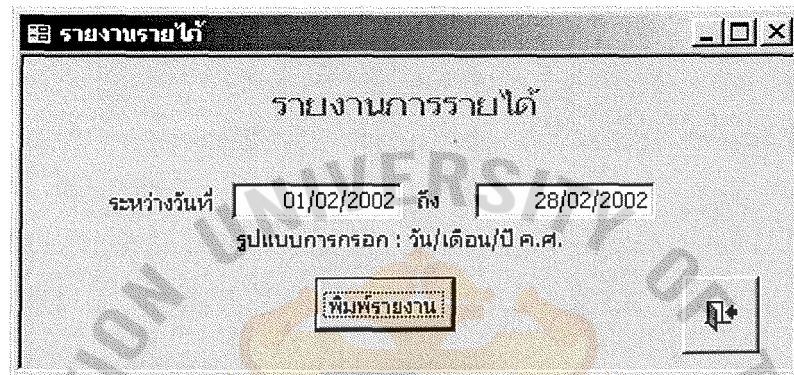 รายงานรายได้
รายงานการรายได้
ระหว่างวันที่ 01/02/2002 ถึง 28/02/2002
รูปแบบการกรอก : วัน/เดือน/ปี ค.ศ.
พิมพ์รายงาน